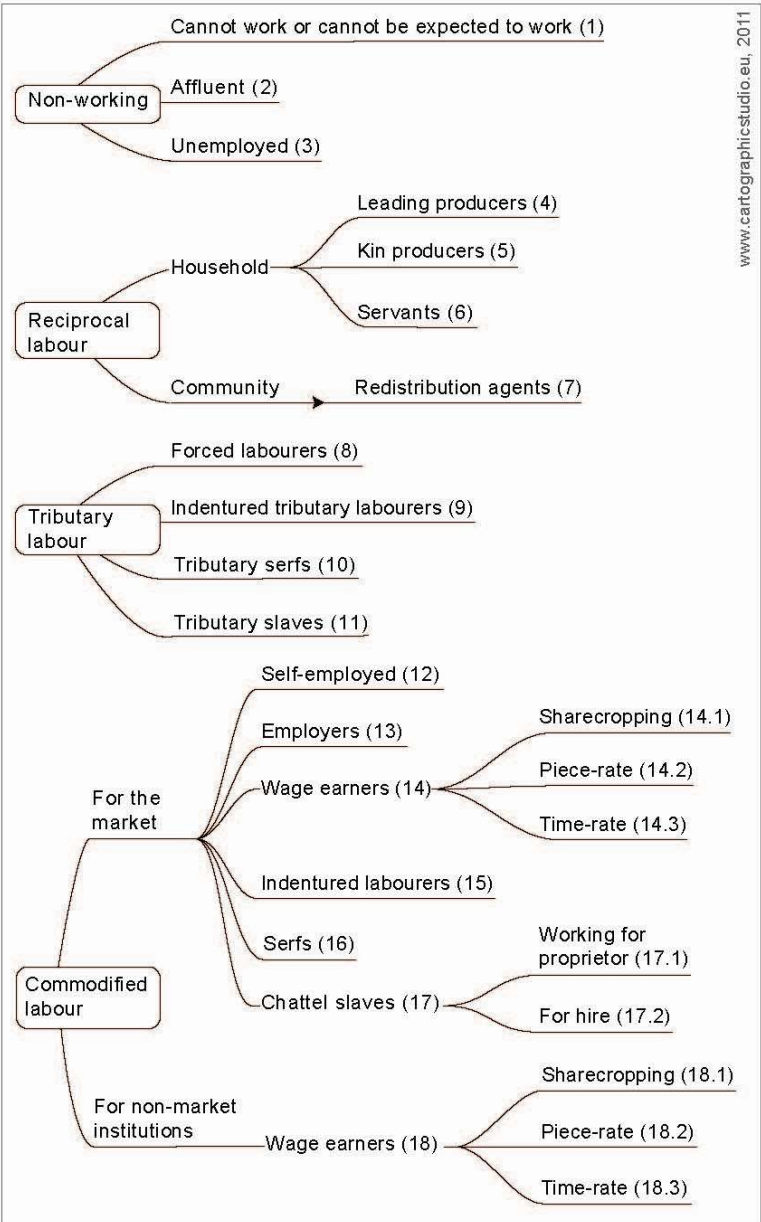 Cannot work or cannot be expected to work (1)
Non-working
Affluent (2)
Unemployed (3)
Leading producers (4)
Household
Kin producers (5)
Servants (6)
Reciprocal
labour
Community
Redistribution agents (7)
Forced labourers (8)
Tributary
labour
Indentured tributary labourers (9)
Tributary serfs (10)
Tributary slaves (11)
Self-employed (12)
Employers (13)
For the
market
Wage earners (14)
Sharecropping (14.1)
Piece-rate (14.2)
Time-rate (14.3)
Indentured labourers (15)
Serfs (16)
Commodified
labour
Chattel slaves (17)
Working for
proprietor (17.1)
For hire (17.2)
For non-market
institutions
Wage earners (18)
Sharecropping (18.1)
Piece-rate (18.2)
Time-rate (18.3)
www.cartographicstudio.eu, 2011